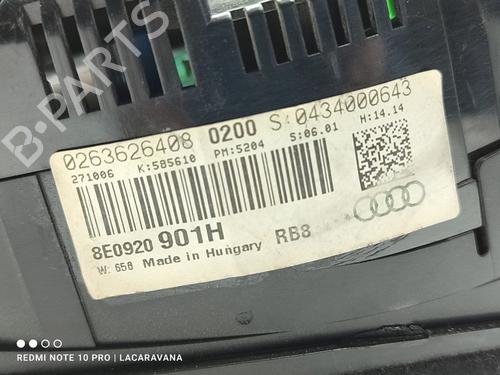 B-PARTS
0263626408 0200 S:0434000643
271006 K:585610 PM:5204 S:06.01 H:14.14
8E0920 901H RB8
W: 658 Made in Hungary
REDMI NOTE 10 PRO | LACARAVANA